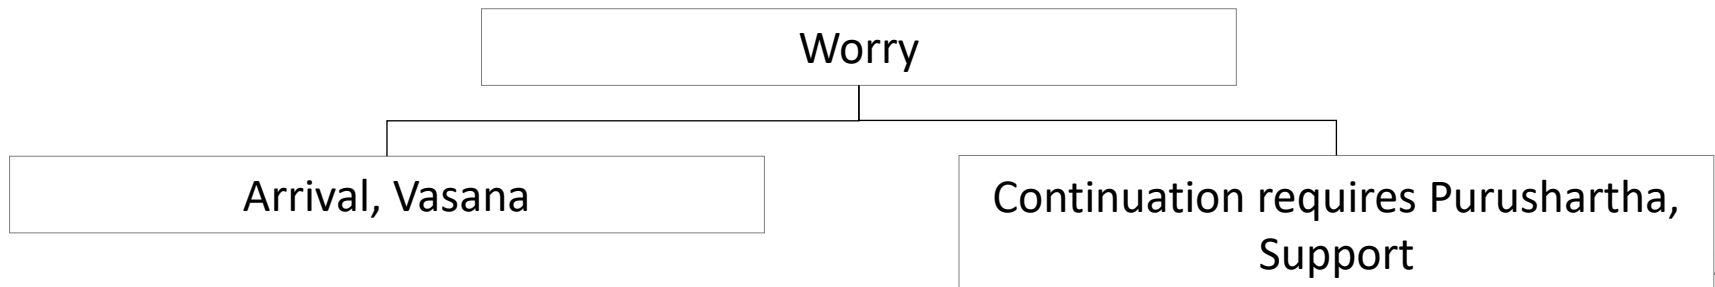 Worry
Arrival, Vasana
Continuation requires Purushartha,
Support